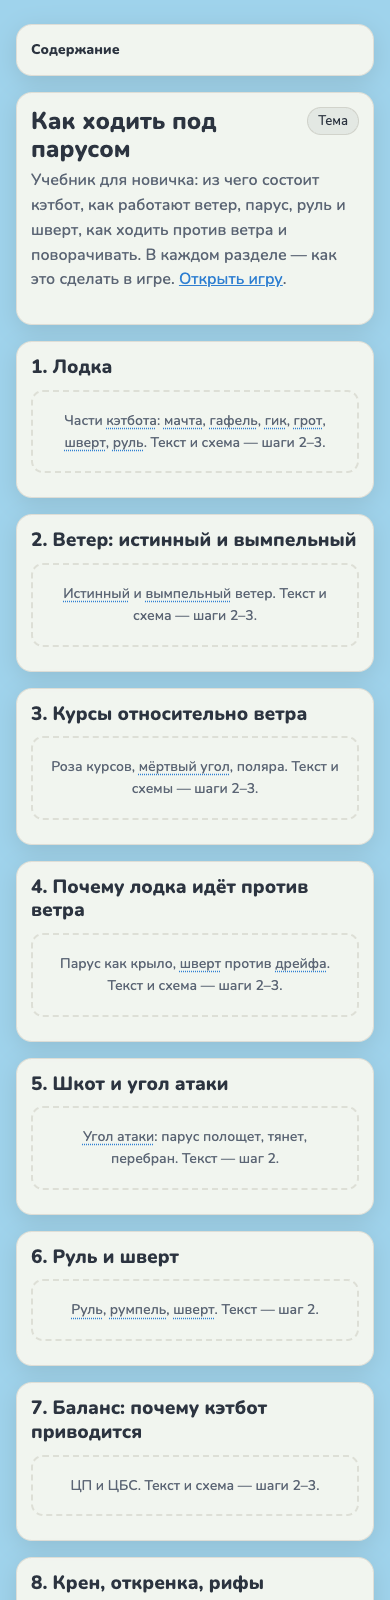 Содержание
Как ходить под
парусом
Тема
Учебник для новичка: из чего состоит
кэтбот, как работают ветер, парус, руль и
шверт, как ходить против ветра и
поворачивать. В каждом разделе — как
это сделать в игре. Открыть игру.
1. Лодка
Части кэтбота: мачта, гафель, гик, грот,
шверт, руль. Текст и схема — шаги 2–3.
2. Ветер: истинный и вымпельный
Истинный и вымпельный ветер. Текст и
схема — шаги 2–3.
3. Курсы относительно ветра
Роза курсов, мёртвый угол, поляра. Текст и
схемы — шаги 2–3.
4. Почему лодка идёт против
ветра
Парус как крыло, шверт против дрейфа.
Текст и схема — шаги 2–3.
5. Шкот и угол атаки
Угол атаки: парус полощет, тянет,
перебран. Текст — шаг 2.
6. Руль и шверт
Руль, румпель, шверт. Текст — шаг 2.
7. Баланс: почему кэтбот
приводится
ЦП и ЦБС. Текст и схема — шаги 2–3.
8. Крен, откренка, рифы